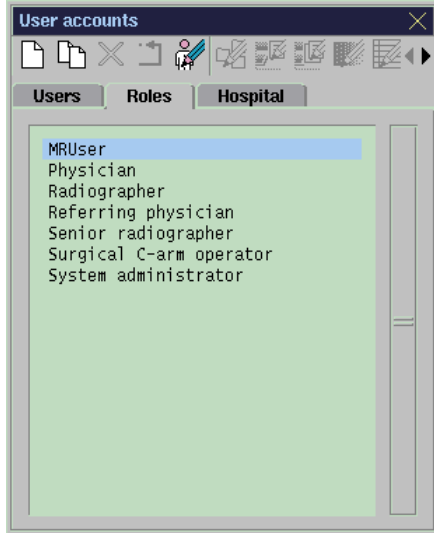 User accounts
Users Roles Hospital
MRUser
Physician
Radiographer
Referring physician
Senior radiographer
Surgical C-arm operator
System administrator